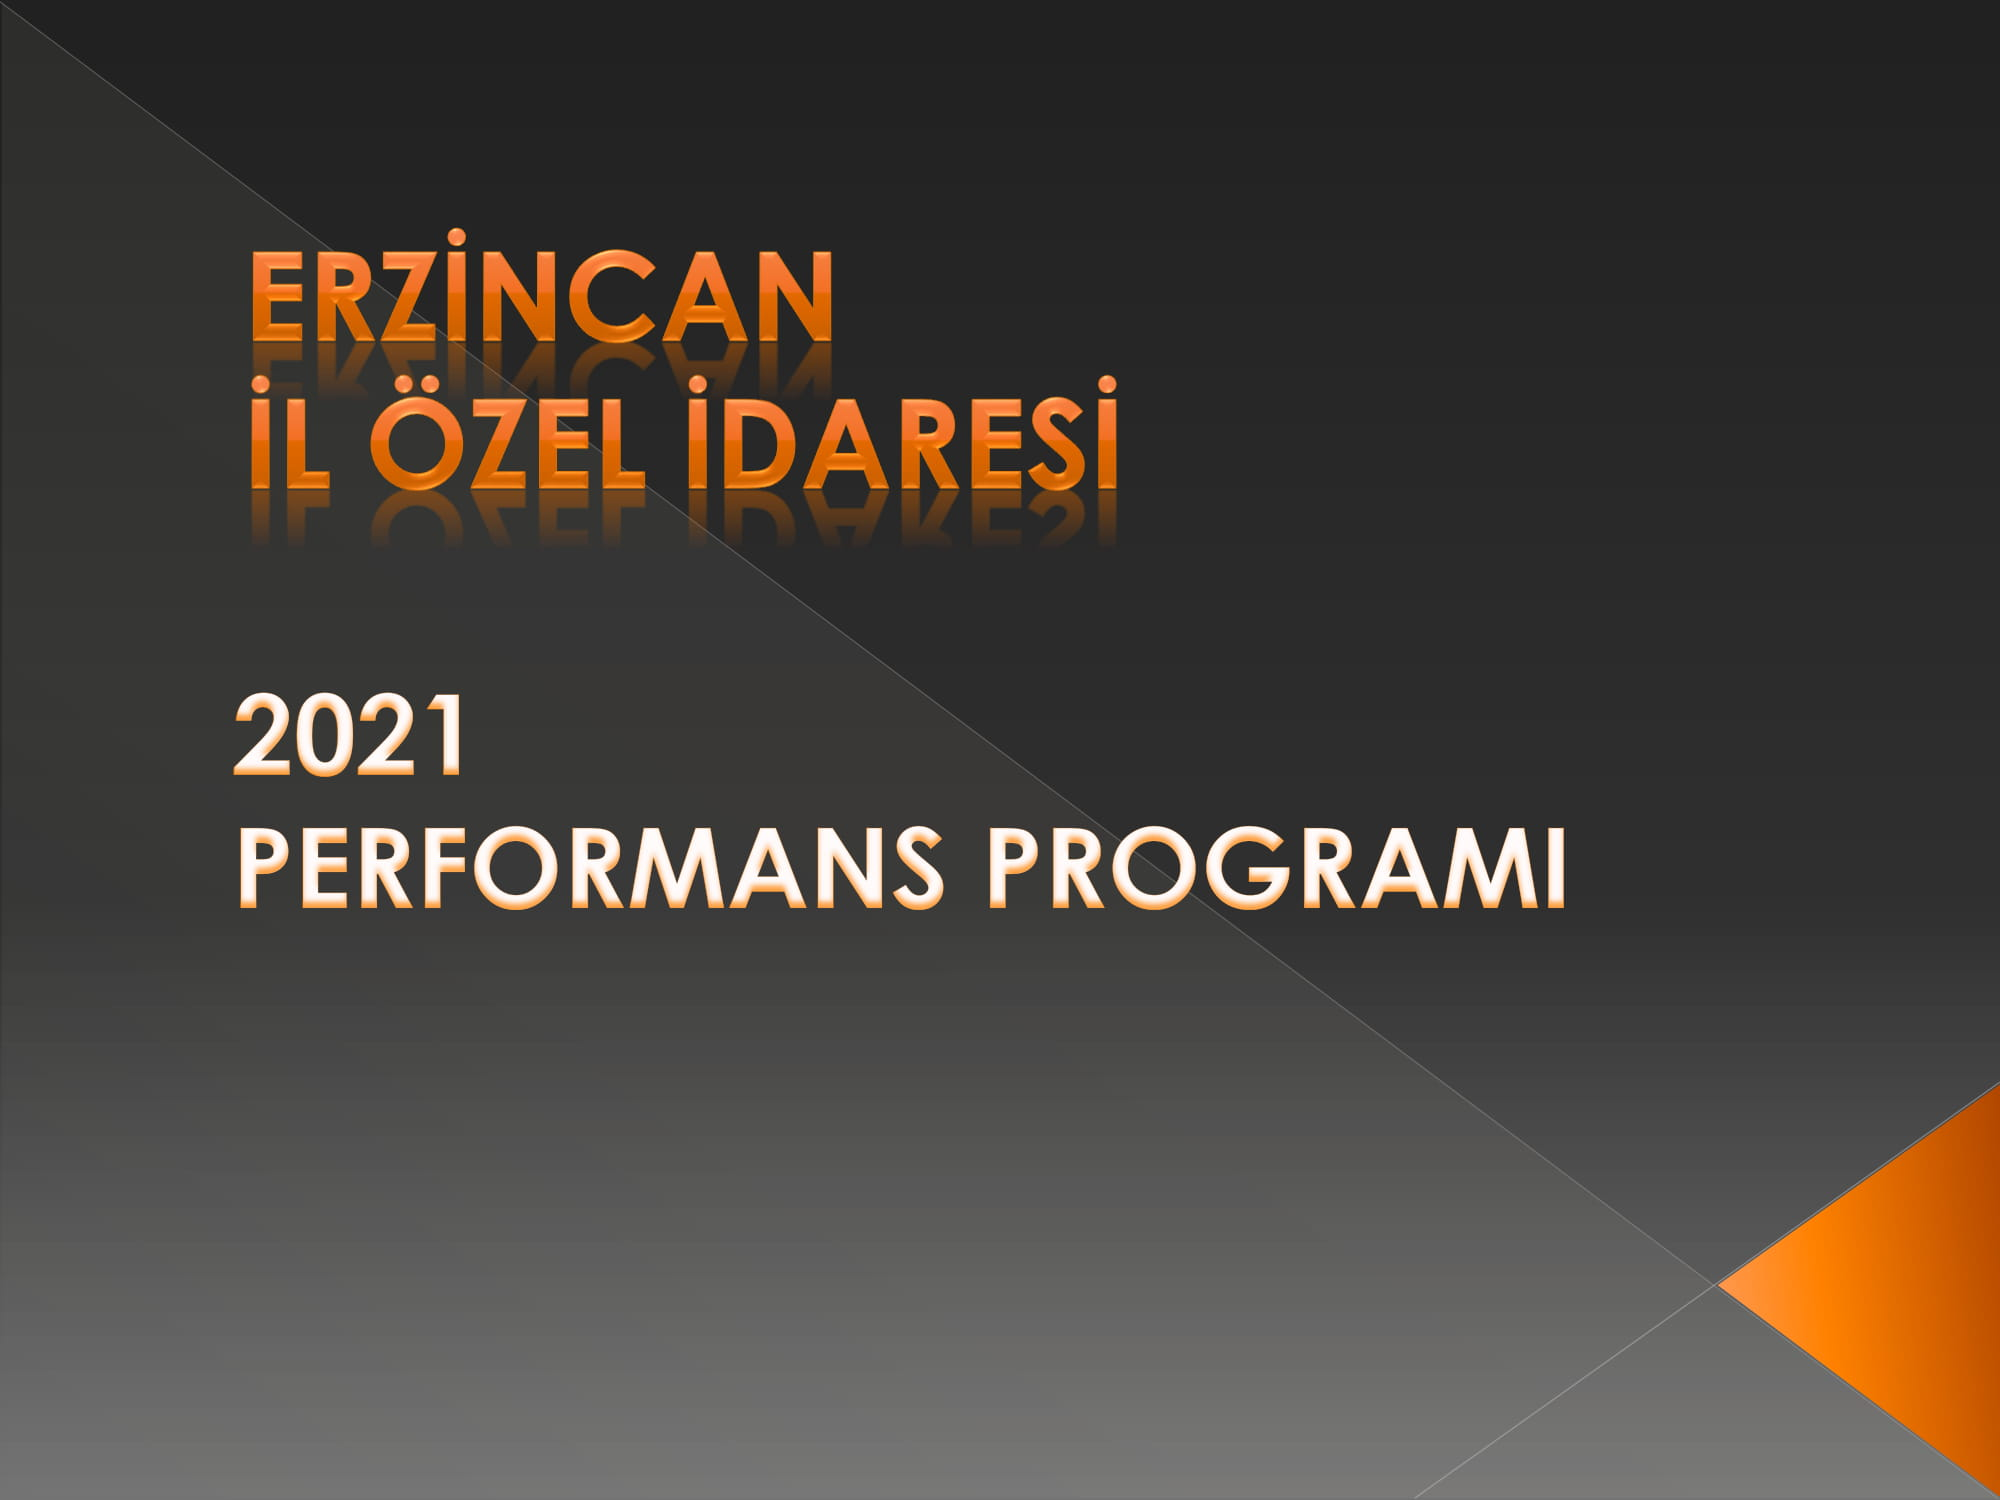 ERZİNCAN
İL ÖZEL İDARESİ
2021
PERFORMANS PROGRAMI